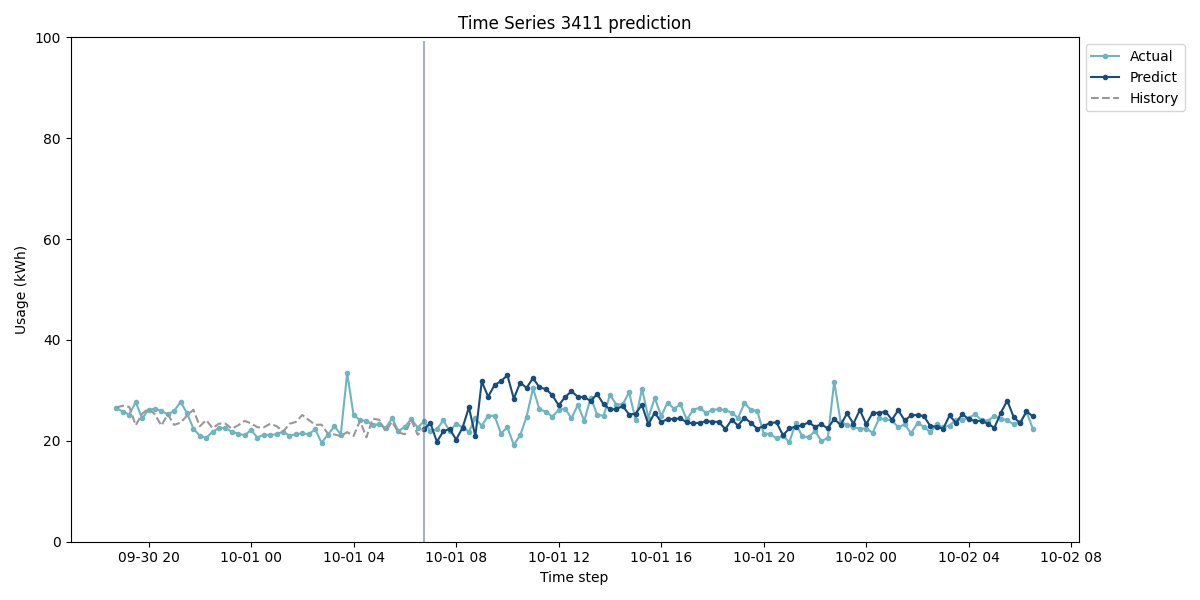 Time Series 3411 prediction
Usage (kWh)
100
80
60
40
20
0
09-30 20
10-01 00
10-01 04
10-01 08
10-01 12
10-01 16
10-01 20
10-02 00
10-02 04
10-02 08
Time step
Actual
Predict
History